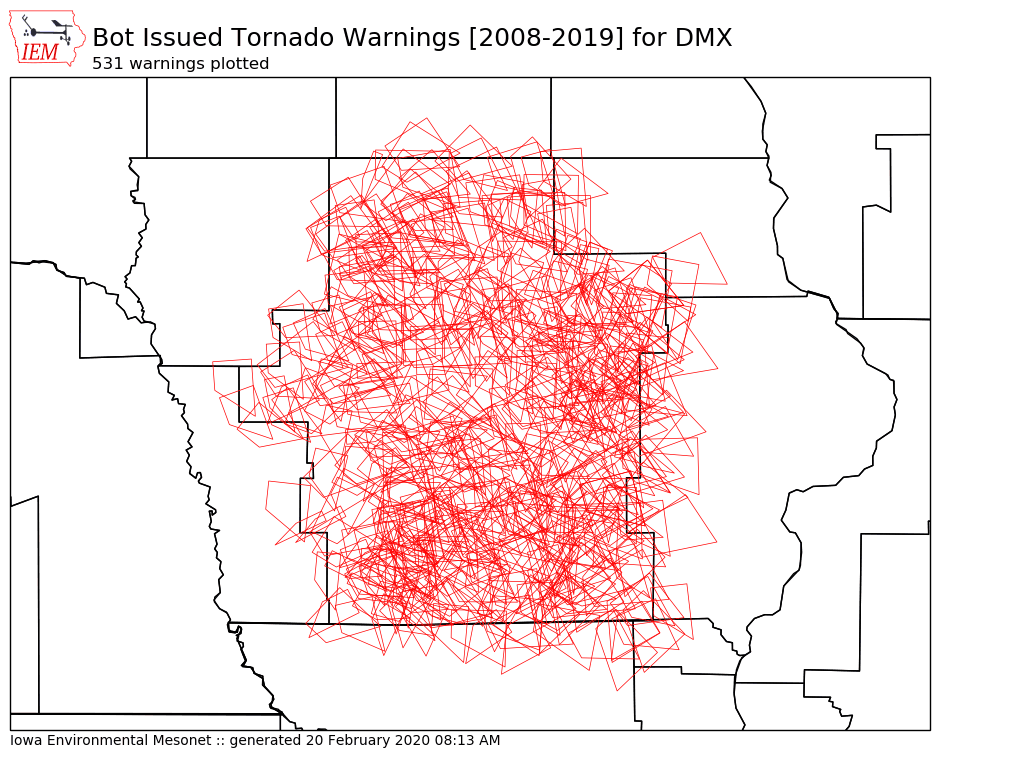 IEM
Bot Issued Tornado Warnings [2008-2019] for DMX
531 warnings plotted
Iowa Environmental Mesonet :: generated 20 February 2020 08:13 AM